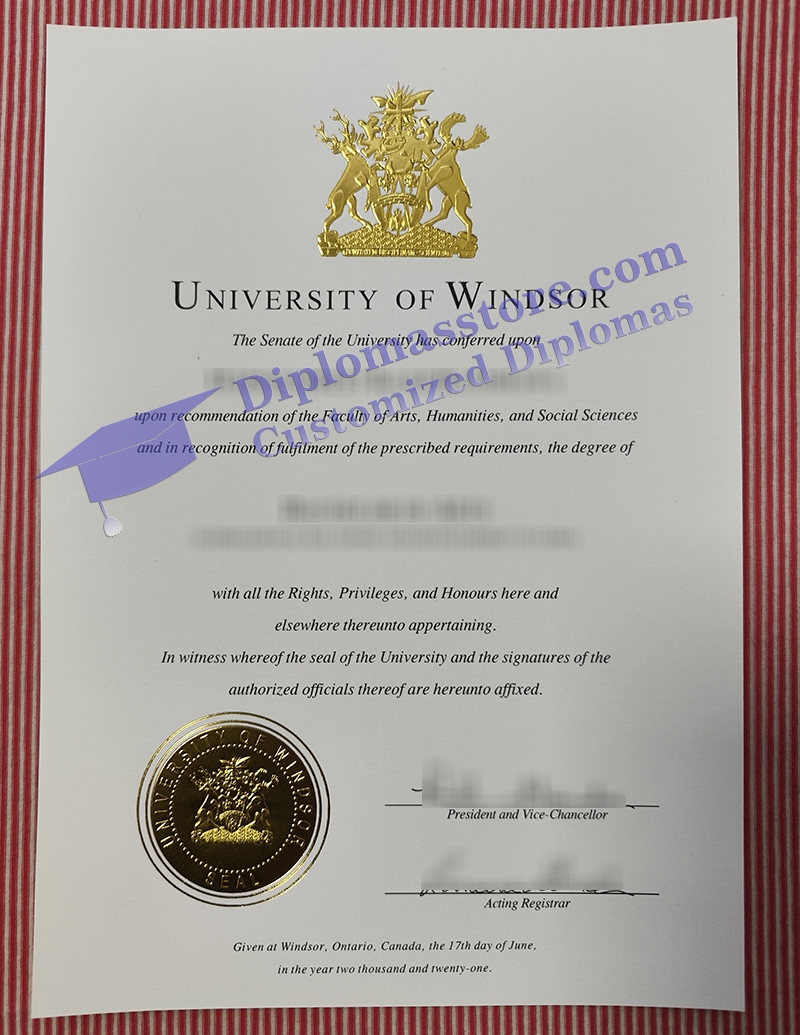 UNIVERSITY OF WINDSOR
The Senate of the University has conferred upon
Diplomasstore.com
Customized Diplomas
upon recommendation of the Faculty of Arts, Humanities, and Social Sciences
and in recognition of fulfilment of the prescribed requirements, the degree of
with all the Rights, Privileges, and Honours here and
elsewhere thereunto appertaining.
In witness whereof the seal of the University and the signatures of the
authorized officials thereof are hereunto affixed.
UNIVERSITY OF WINDSOR
SEAL
President and Vice-Chancellor
Acting Registrar
Given at Windsor, Ontario, Canada, the 17th day of June,
in the year two thousand and twenty-one.